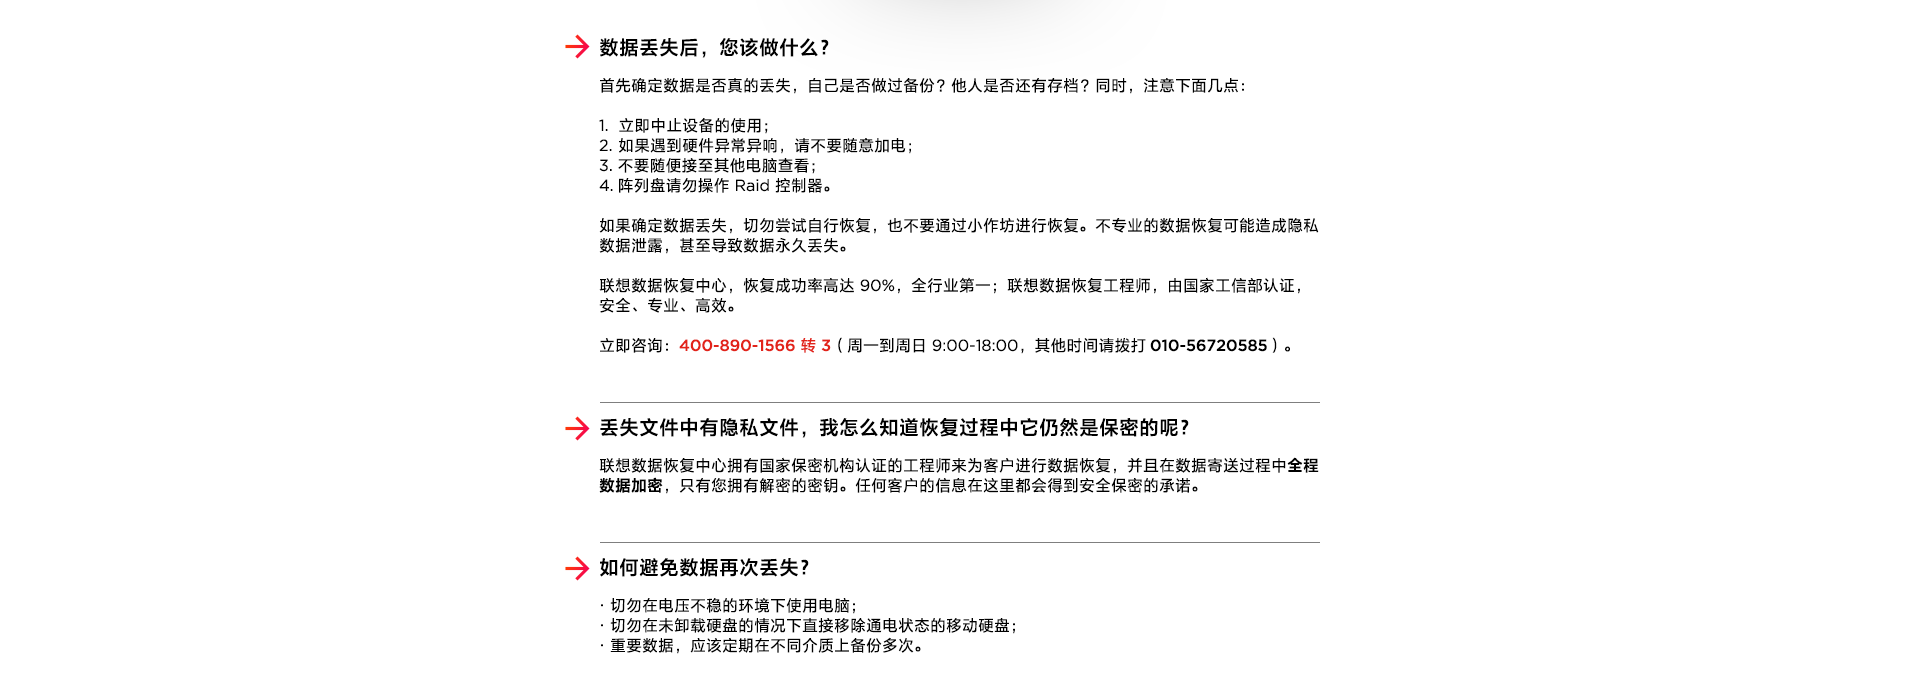 数据丢失后，您该做什么？
首先确定数据是否真的丢失，自己是否做过备份？他人是否还有存档？同时，注意下面几点：
1. 立即中止设备的使用；
2. 如果遇到硬件异常异响，请不要随意加电；
3. 不要随便接至其他电脑查看；
4. 阵列盘请勿操作 Raid 控制器。
如果确定数据丢失，切勿尝试自行恢复，也不要通过小作坊进行恢复。不专业的数据恢复可能造成隐私
数据泄露，甚至导致数据永久丢失。
联想数据恢复中心，恢复成功率高达 90%，全行业第一；联想数据恢复工程师，由国家工信部认证，
安全、专业、高效。
立即咨询：400-890-1566 转 3（周一到周日 9:00-18:00，其他时间请拨打 010-56720585）。
丢失文件中有隐私文件，我怎么知道恢复过程中它仍然是保密的呢？
联想数据恢复中心拥有国家保密机构认证的工程师来为客户进行数据恢复，并且在数据寄送过程中全程
数据加密，只有您拥有解密的密钥。任何客户的信息在这里都会得到安全保密的承诺。
如何避免数据再次丢失？
· 切勿在电压不稳的环境下使用电脑；
· 切勿在未卸载硬盘的情况下直接移除通电状态的移动硬盘；
· 重要数据，应该定期在不同介质上备份多次。